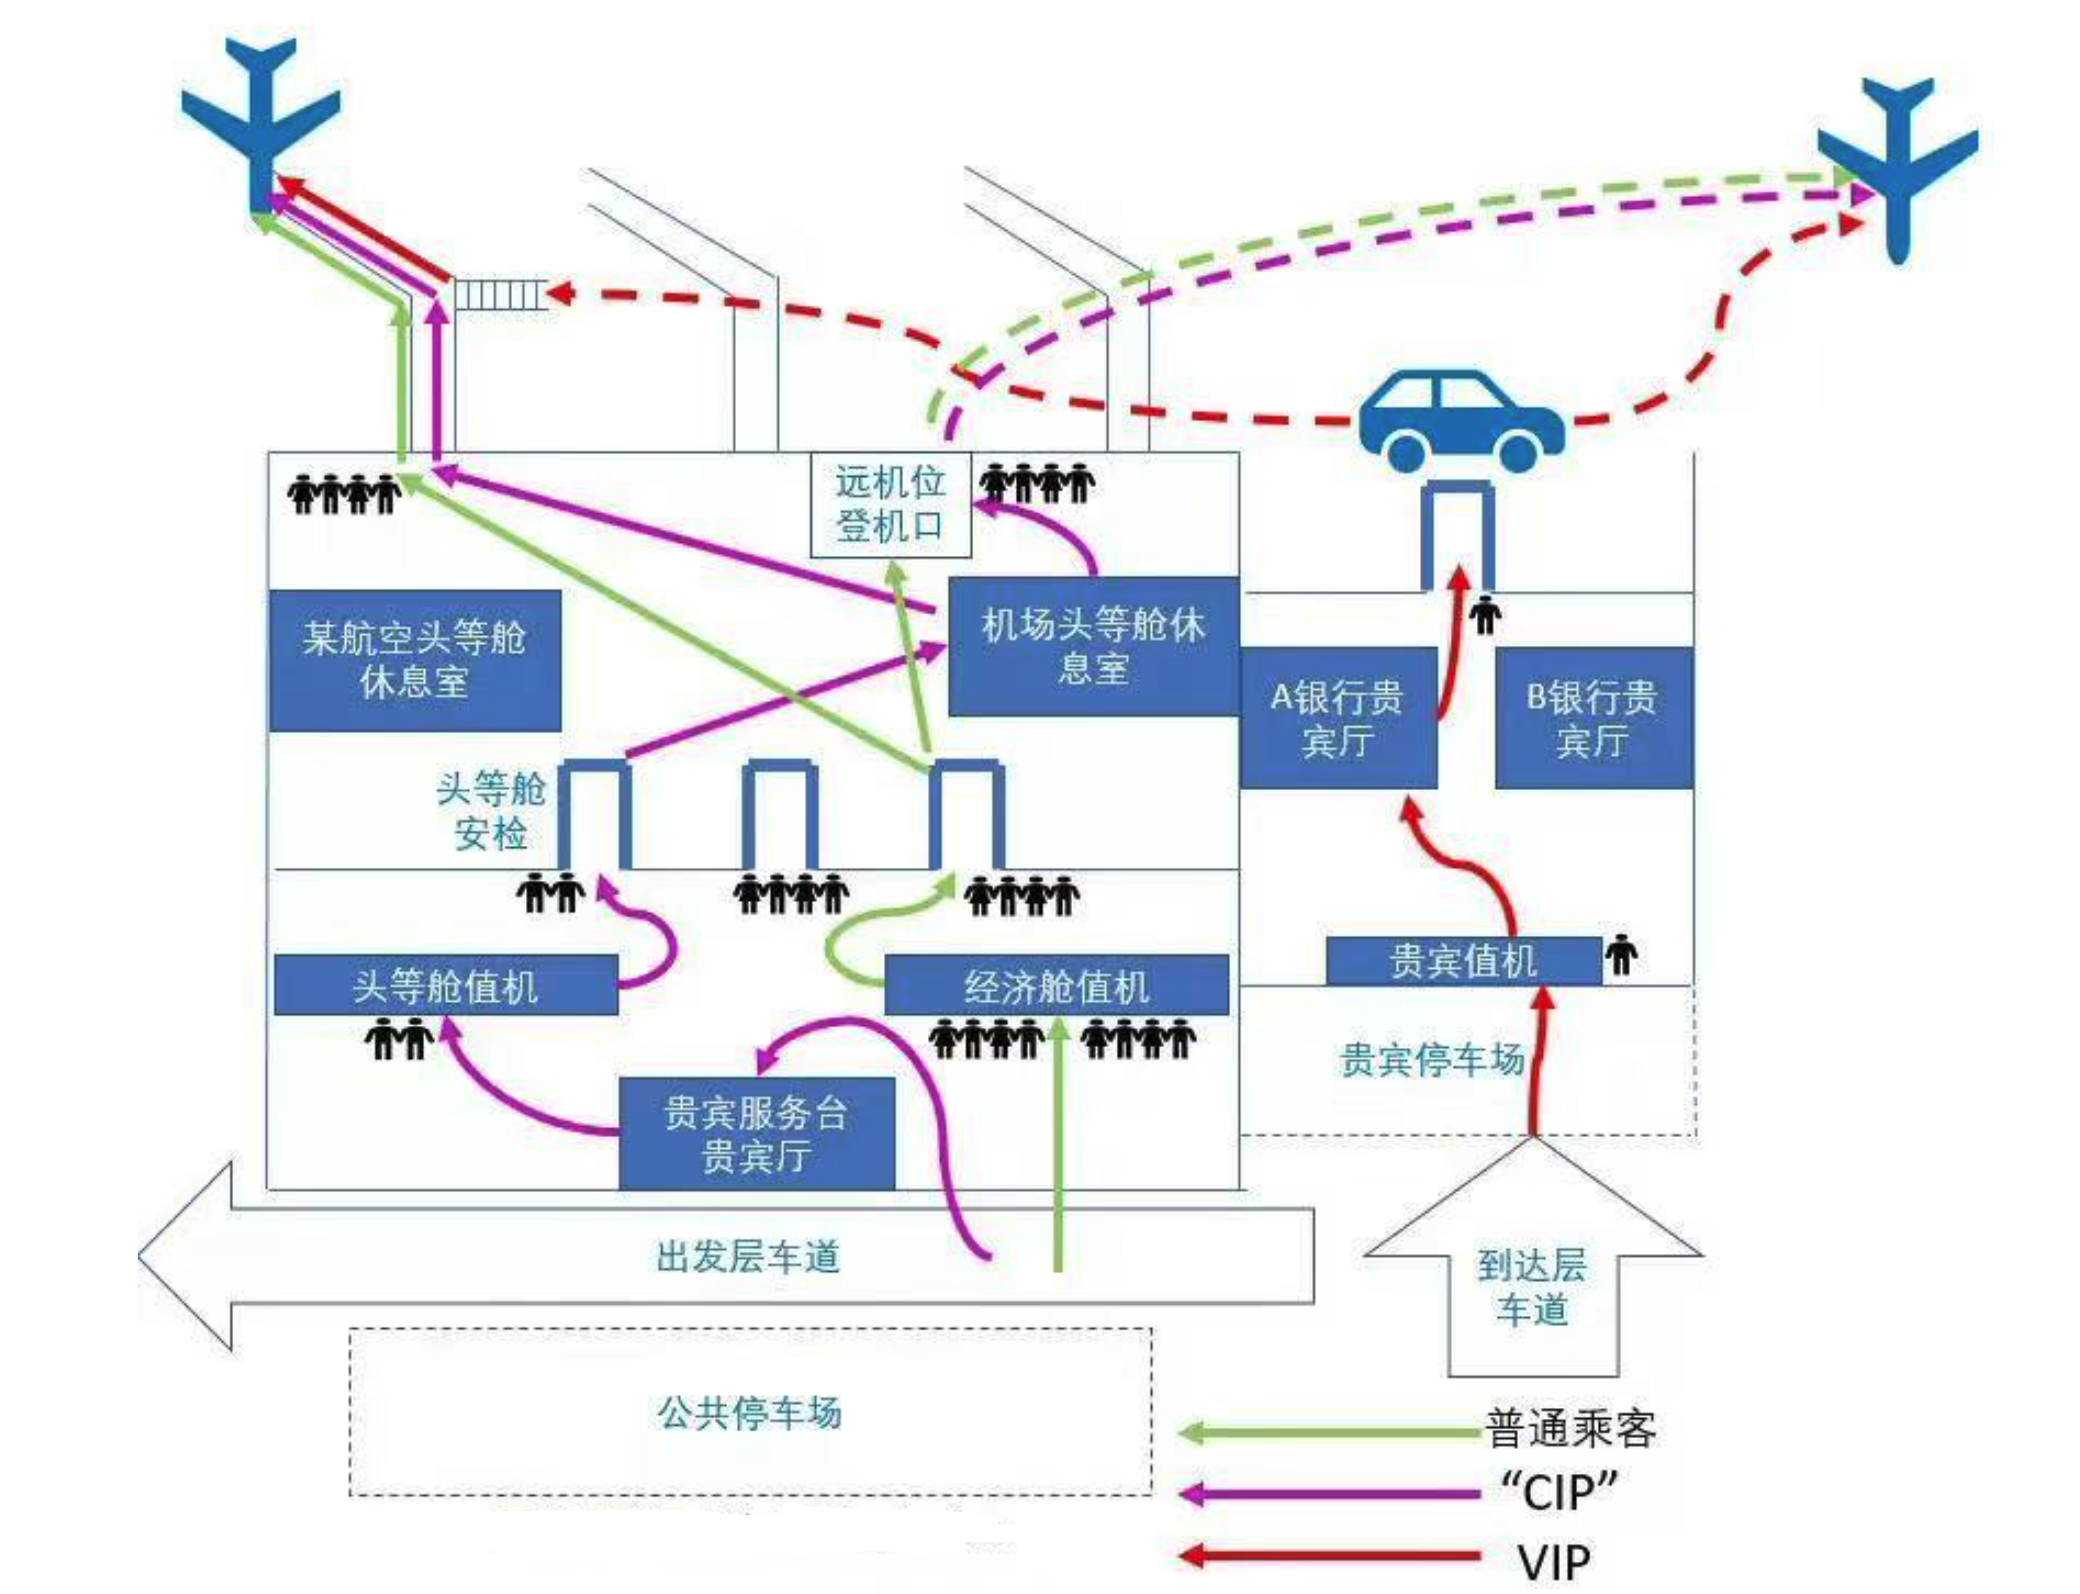 远机位
登机口
某航空头等舱
休息室
机场头等舱休
息室
A银行贵
宾厅
B银行贵
宾厅
头等舱
安检
头等舱值机
经济舱值机
贵宾值机
贵宾停车场
贵宾服务台
贵宾厅
出发层车道
到达层
车道
公共停车场
普通乘客
“CIP”
VIP